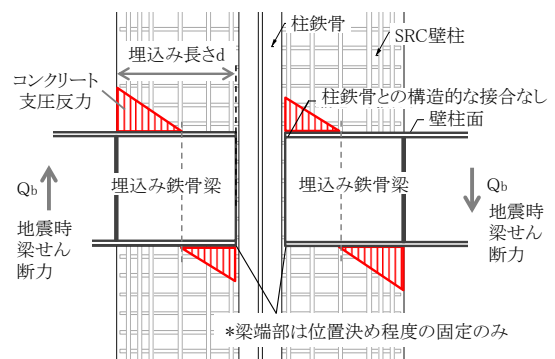 柱鉄骨
SRC壁柱
埋込み長さd
コンクリート
支圧反力
柱鉄骨との構造的な接合なし
壁柱面
埋込み鉄骨梁
埋込み鉄骨梁
Qb
地震時
梁せん
断力
Qb
地震時
梁せん
断力
*梁端部は位置決め程度の固定のみ